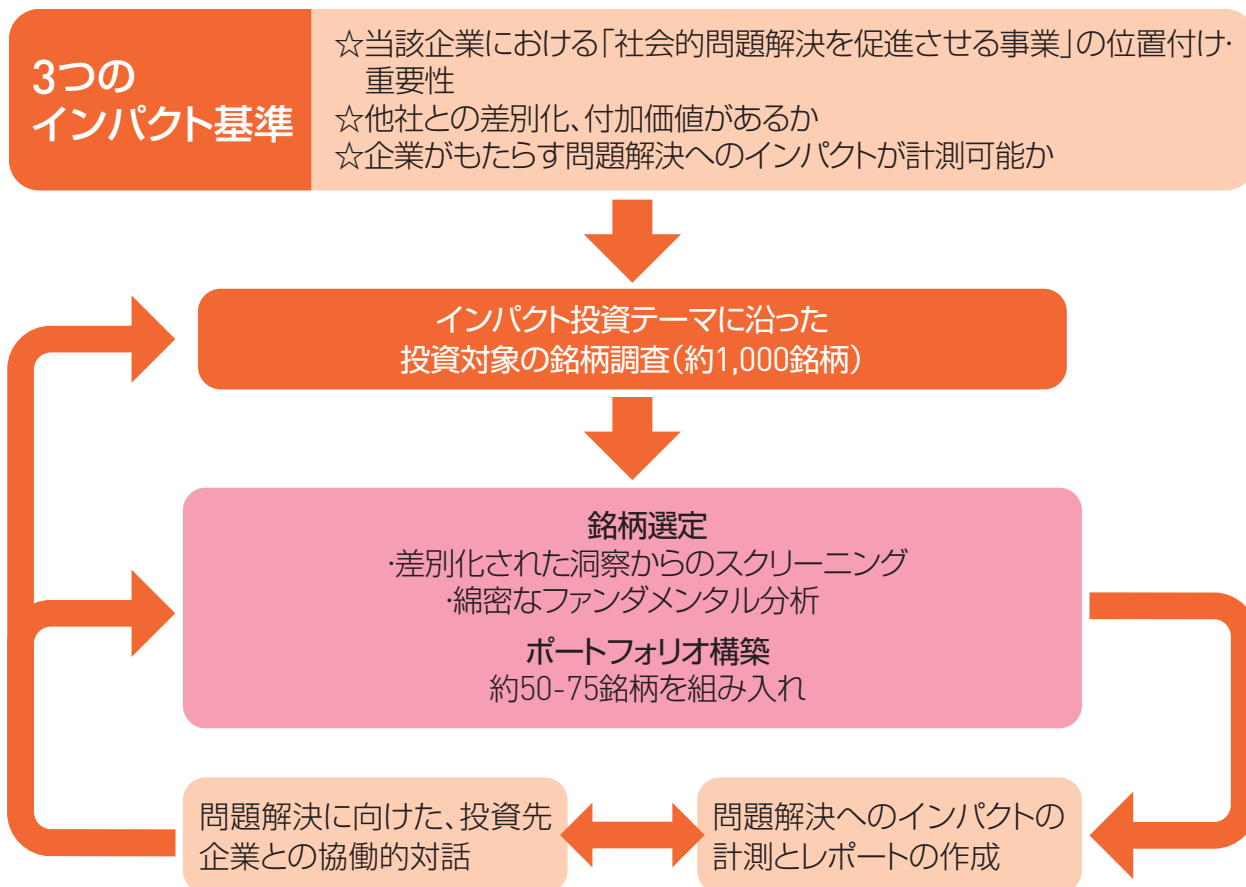 3つの
インパクト基準
☆当該企業における「社会的問題解決を促進させる事業」の位置付け・
重要性
☆他社との差別化、付加価値があるか
☆企業がもたらす問題解決へのインパクトが計測可能か
インパクト投資テーマに沿った
投資対象の銘柄調査(約1,000銘柄)
銘柄選定
・差別化された洞察からのスクリーニング
・綿密なファンダメンタル分析
ポートフォリオ構築
約50-75銘柄を組み入れ
問題解決に向けた、投資先
企業との協働的対話
問題解決へのインパクトの
計測とレポートの作成